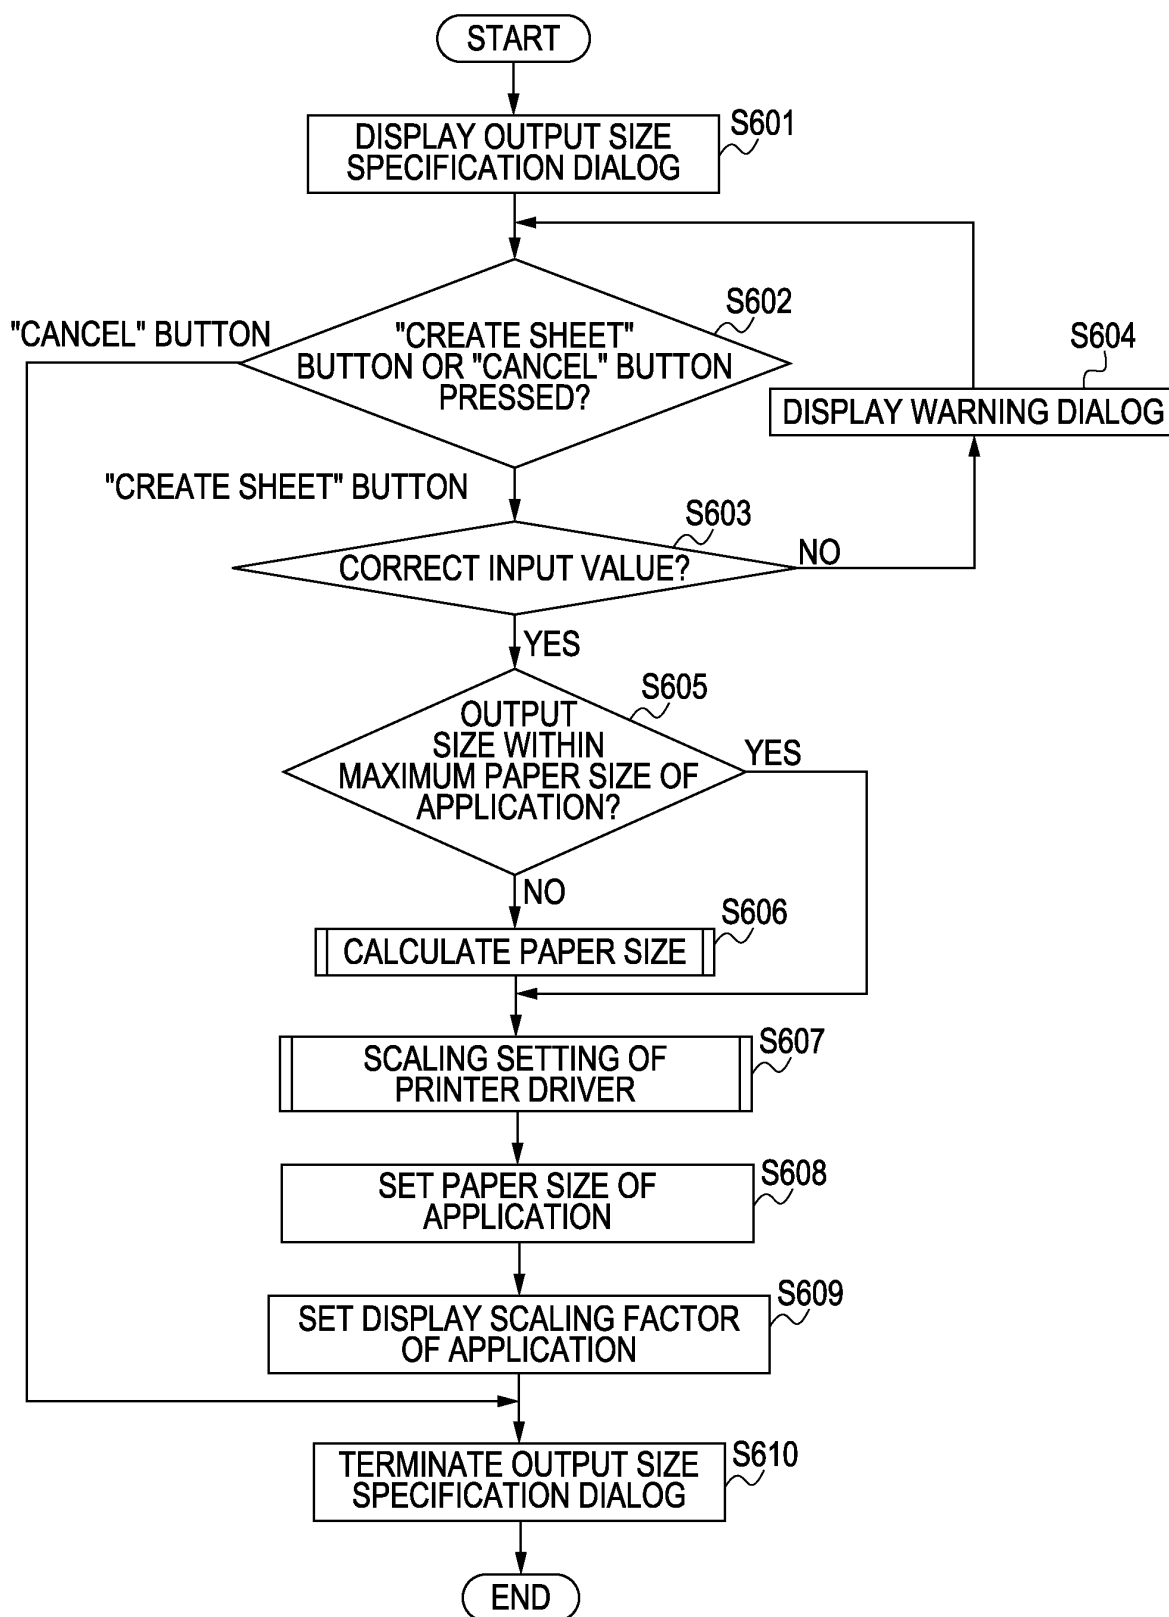 START
DISPLAY OUTPUT SIZE
SPECIFICATION DIALOG
S601
"CANCEL" BUTTON
"CREATE SHEET"
BUTTON OR "CANCEL" BUTTON
PRESSED?
S602
S604
DISPLAY WARNING DIALOG
"CREATE SHEET" BUTTON
S603
CORRECT INPUT VALUE?
NO
YES
S605
OUTPUT
SIZE WITHIN
MAXIMUM PAPER SIZE OF
APPLICATION?
YES
NO
S606
CALCULATE PAPER SIZE
S607
SCALING SETTING OF
PRINTER DRIVER
S608
SET PAPER SIZE OF
APPLICATION
S609
SET DISPLAY SCALING FACTOR
OF APPLICATION
S610
TERMINATE OUTPUT SIZE
SPECIFICATION DIALOG
END